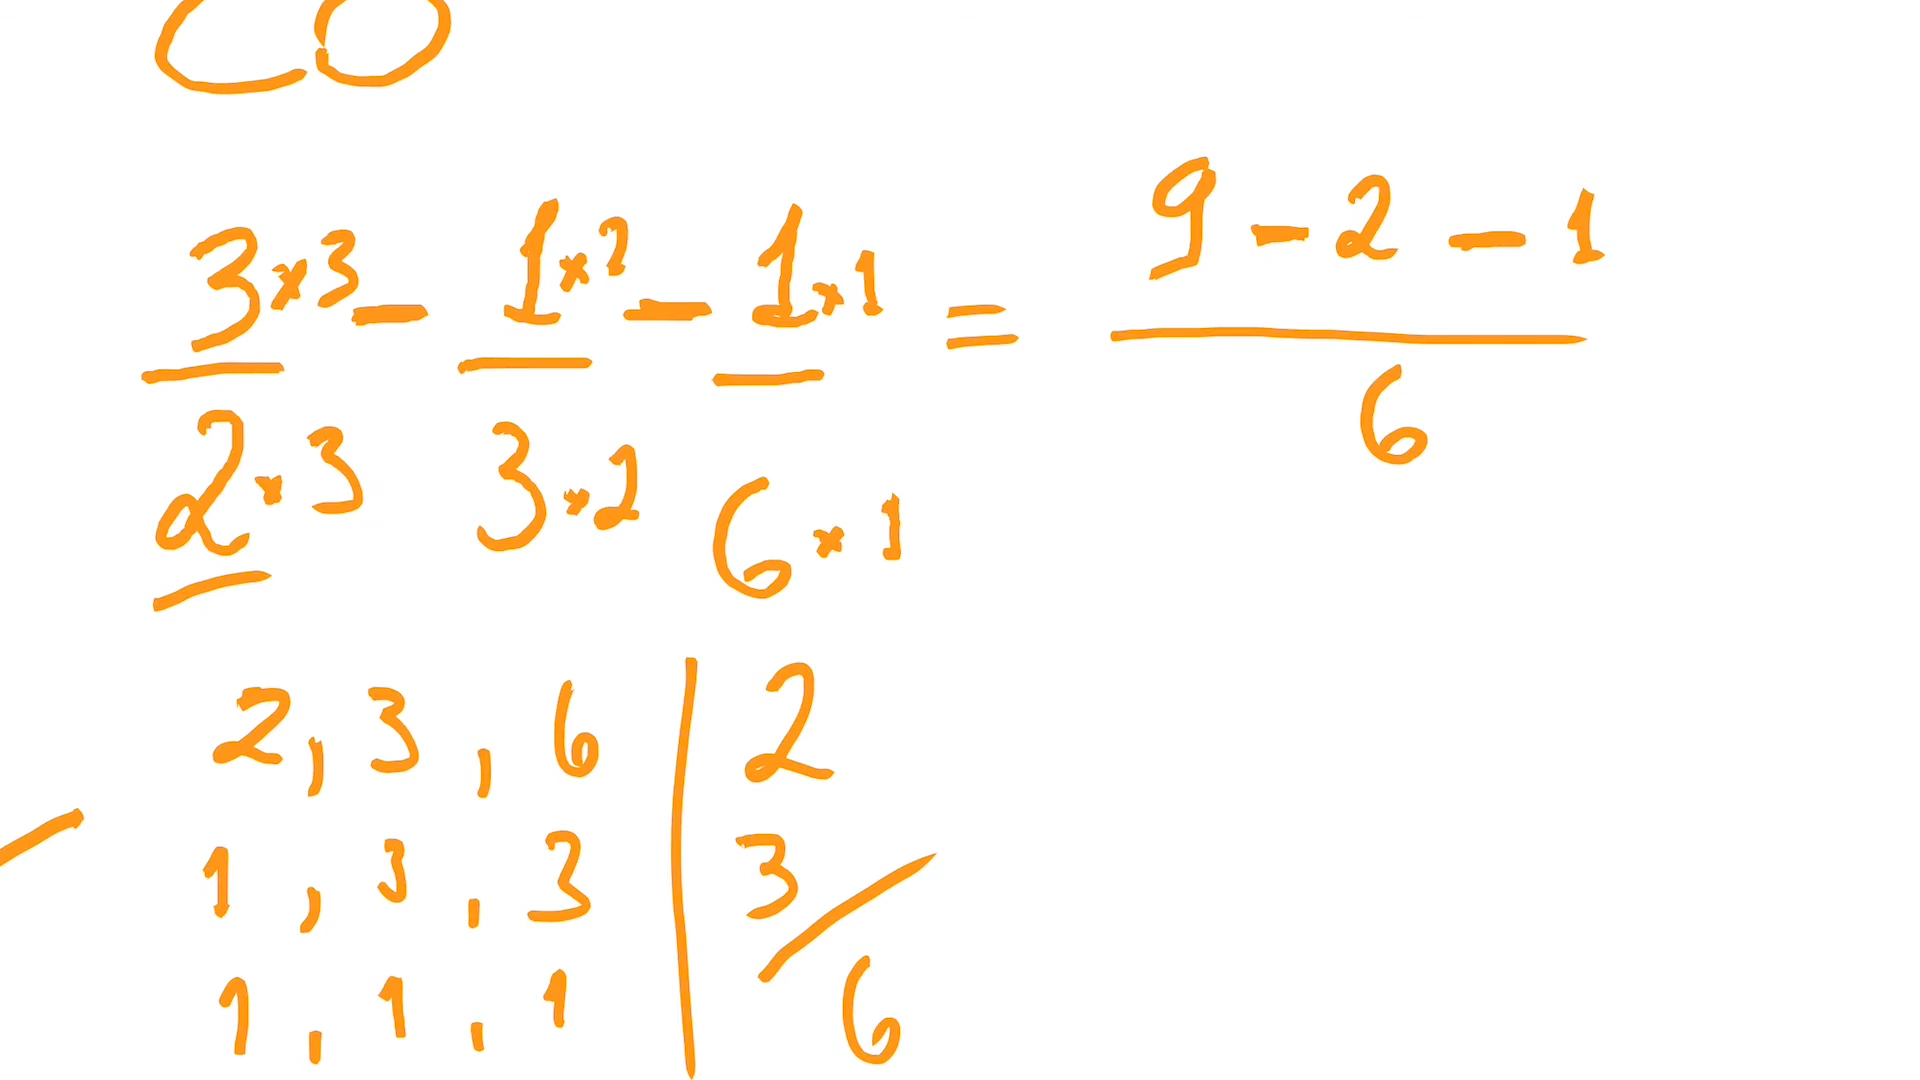 CO
3×3 - 1×2 - 1×1 = 9 - 2 - 1
2×3 3×2 6×1 6
2, 3, 6 | 2
1, 3, 3 | 3
1, 1, 1 | 6